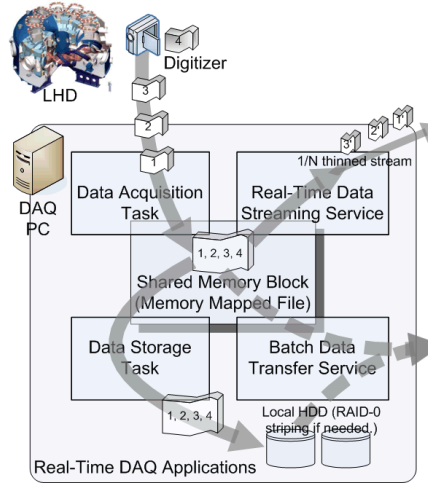 4
Digitizer
LHD
3
2
1
3'
2'
1'
1/N thinned stream
DAQ
PC
Data Acquisition
Task
Real-Time Data
Streaming Service
1, 2, 3, 4
Shared Memory Block
(Memory Mapped File)
Data Storage
Task
Batch Data
Transfer Service
1, 2, 3, 4
Local HDD (RAID-0
striping if needed.)
Real-Time DAQ Applications